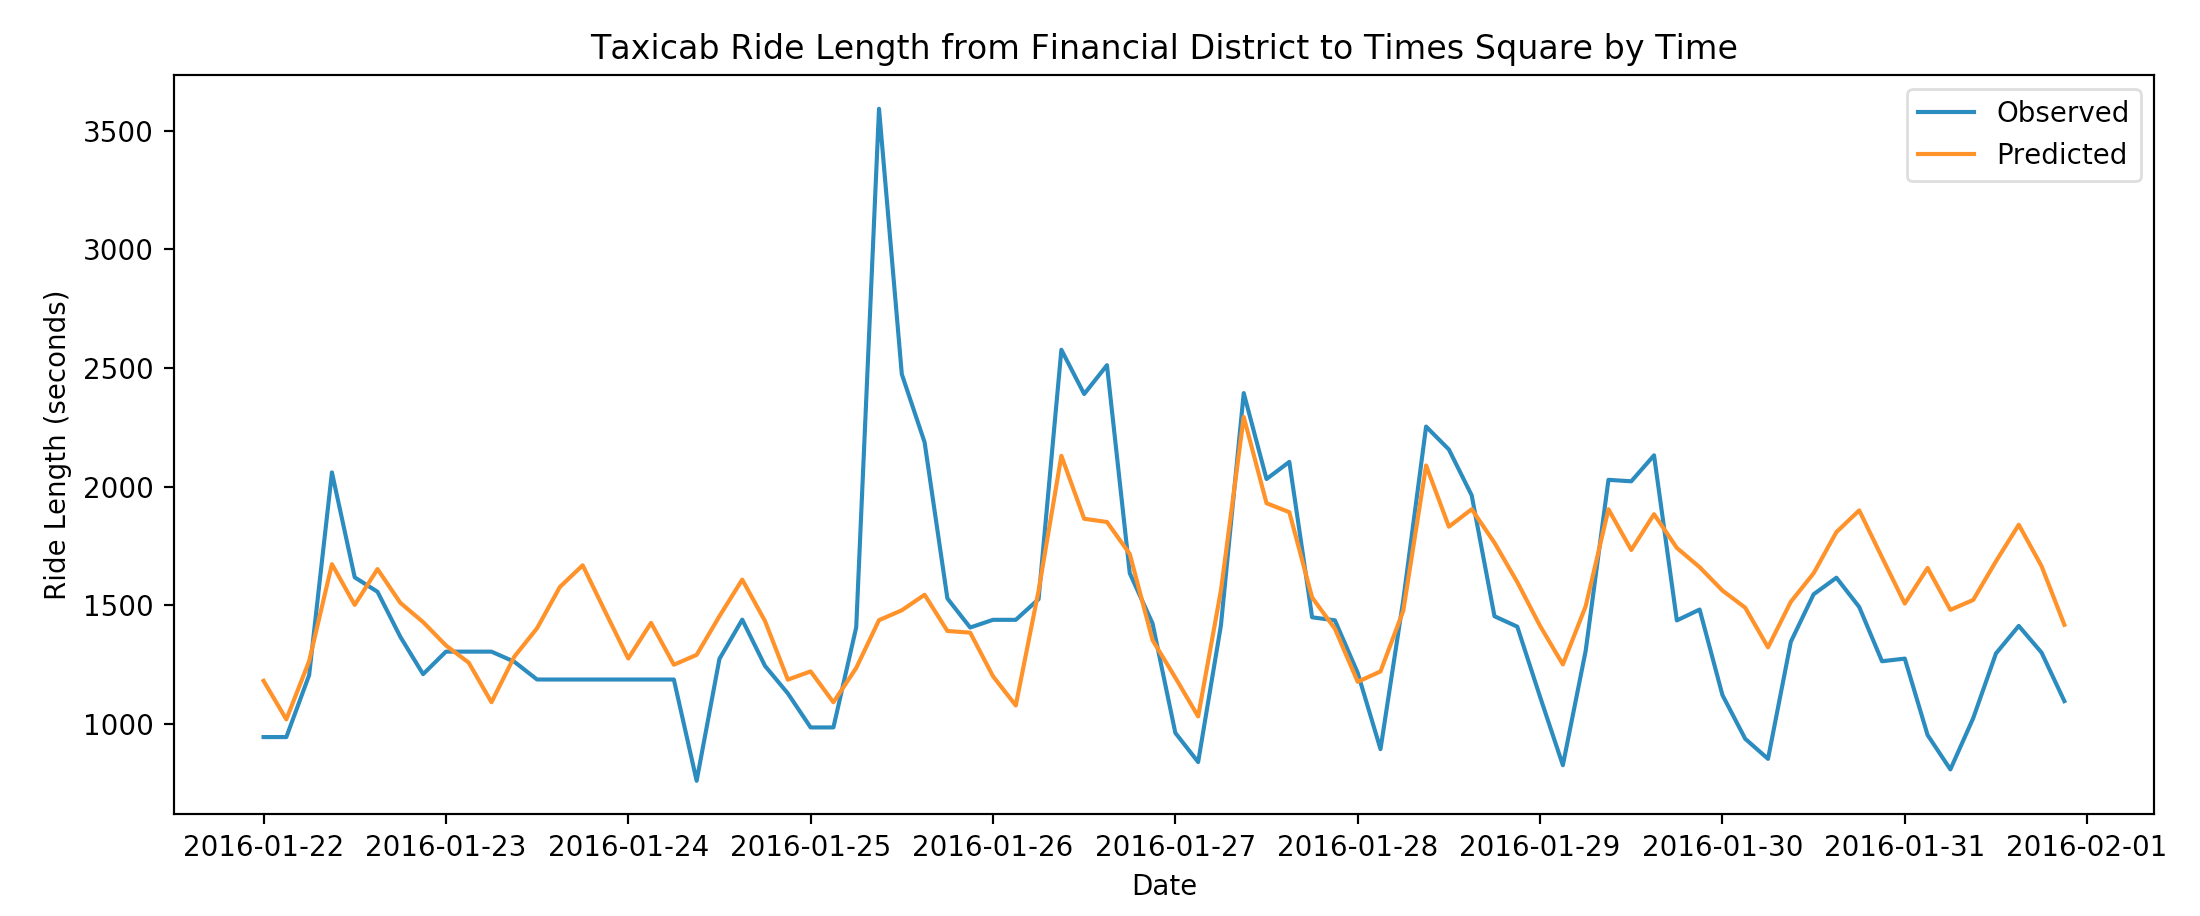 Taxicab Ride Length from Financial District to Times Square by Time
Observed
Predicted
Ride Length (seconds)
3500
3000
2500
2000
1500
1000
2016-01-22 2016-01-23 2016-01-24 2016-01-25 2016-01-26 2016-01-27 2016-01-28 2016-01-29 2016-01-30 2016-01-31 2016-02-01
Date